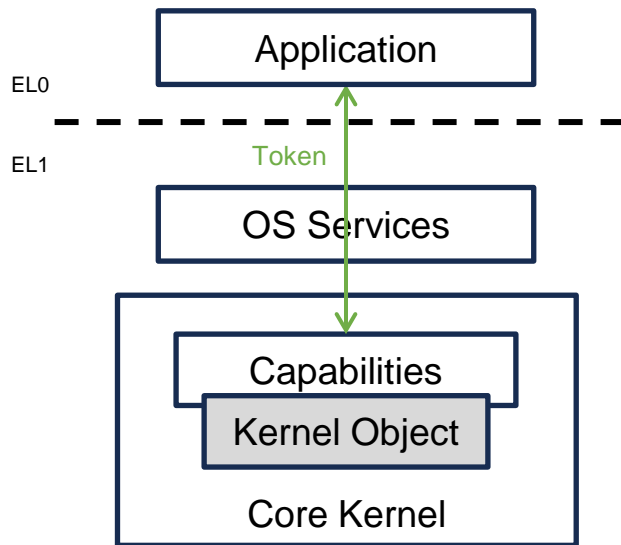 Application
EL0
Token
EL1
OS Services
Capabilities
Kernel Object
Core Kernel